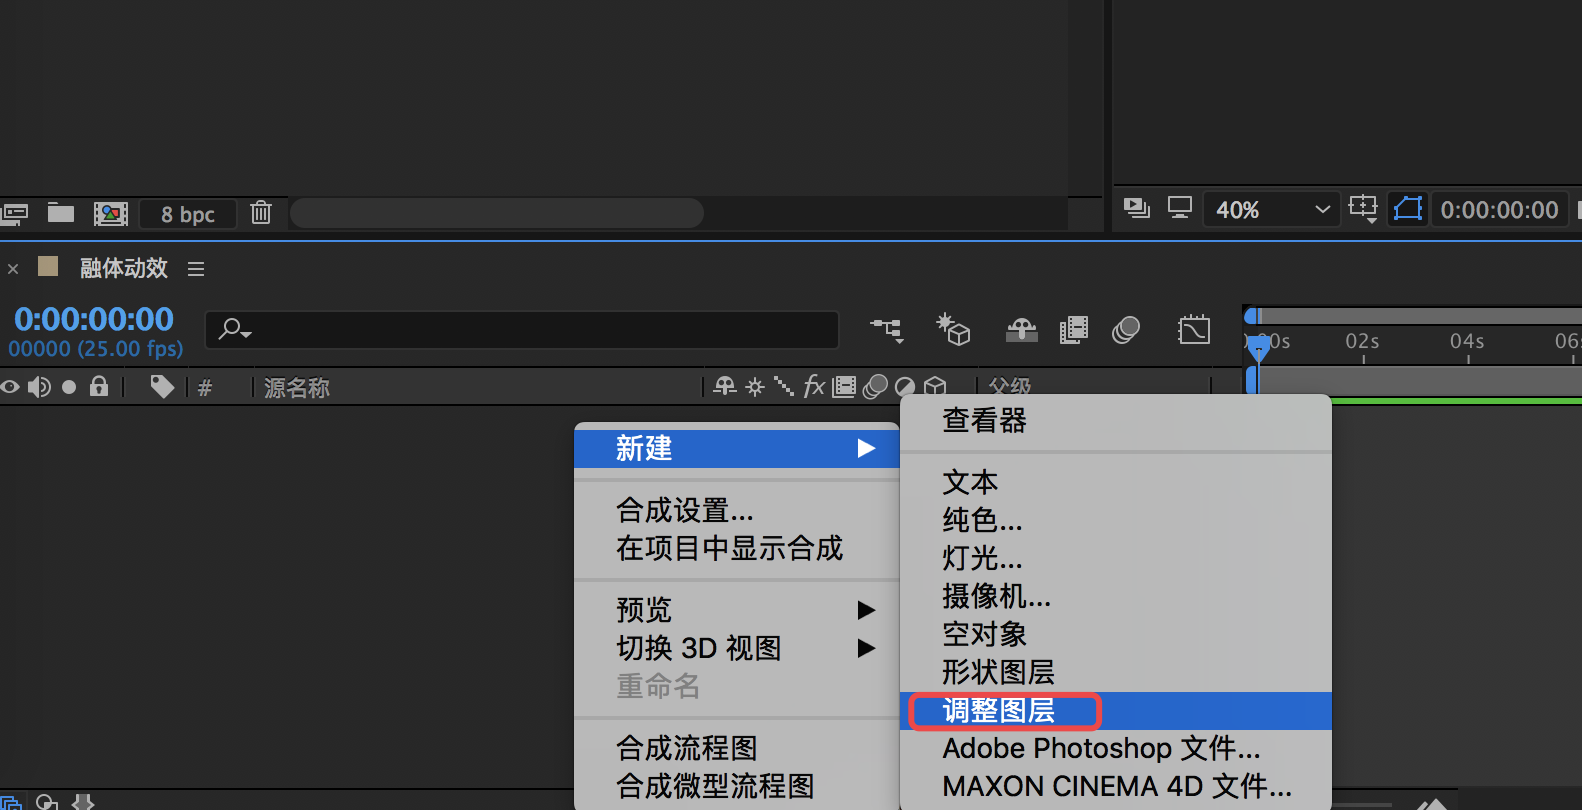 8 bpc
40%
0:00:00:00
融体动效
0:00:00:00
00000 (25.00 fps)
00s
02s
04s
06s
#
源名称
fx
父级
新建
合成设置...
在项目中显示合成
预览
切换 3D 视图
重命名
合成流程图
合成微型流程图
查看器
文本
纯色...
灯光...
摄像机...
空对象
形状图层
调整图层
Adobe Photoshop 文件...
MAXON CINEMA 4D 文件...